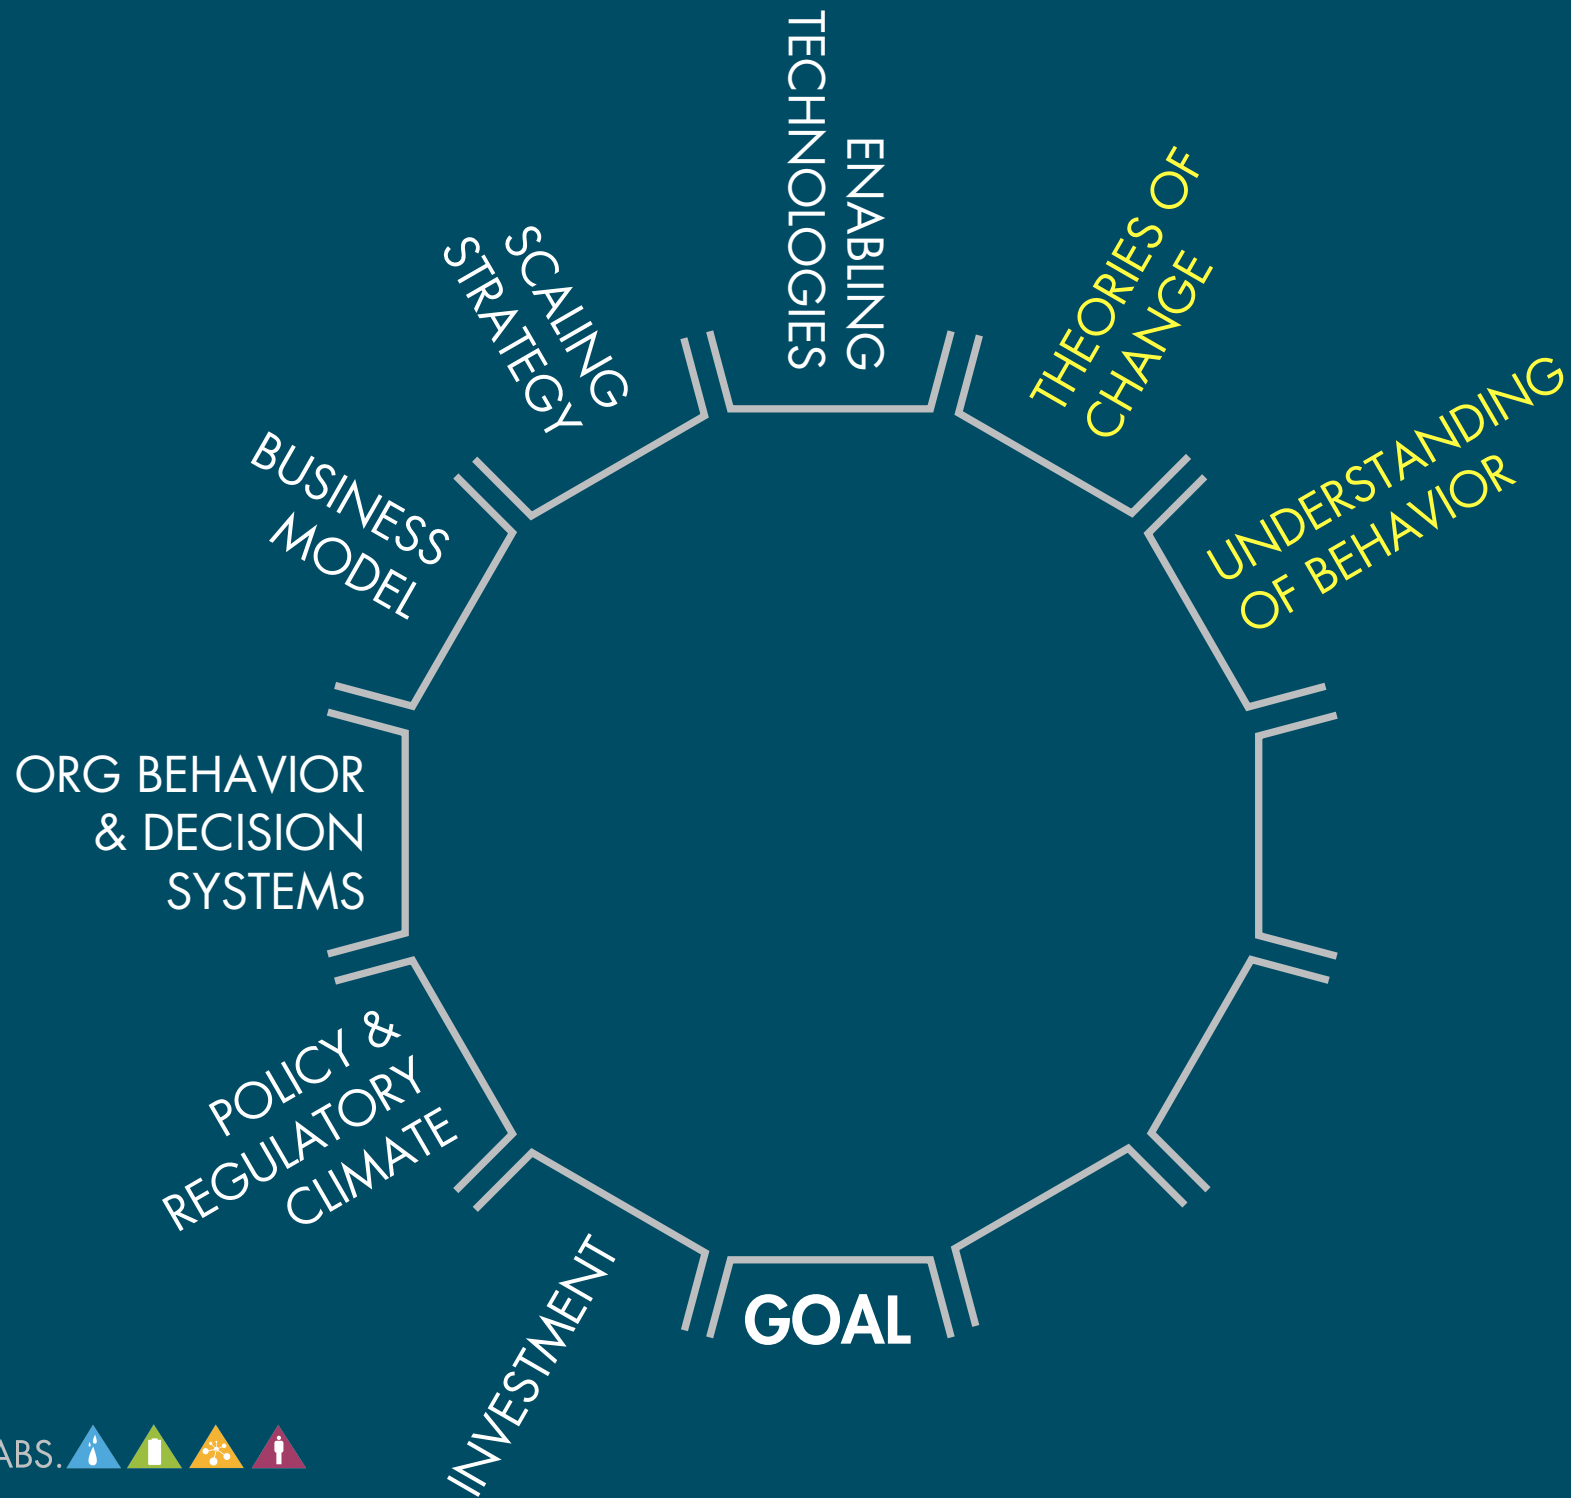 ENABLING
TECHNOLOGIES
THEORIES OF
CHANGE
UNDERSTANDING
OF BEHAVIOR
SCALING
STRATEGY
BUSINESS
MODEL
ORG BEHAVIOR
& DECISION
SYSTEMS
POLICY &
REGULATORY
CLIMATE
INVESTMENT
GOAL